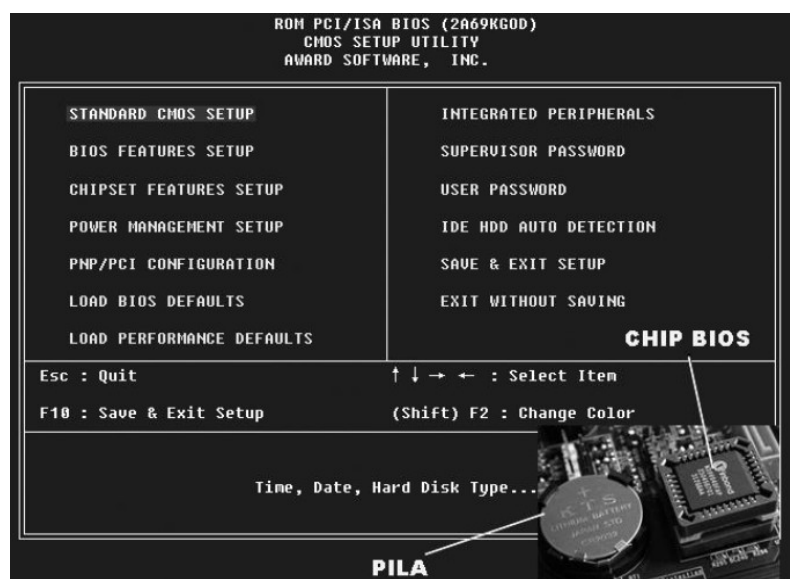 ROM PCI/ISA BIOS (2A69KGOD)
CMOS SETUP UTILITY
AWARD SOFTWARE, INC.
STANDARD CMOS SETUP
BIOS FEATURES SETUP
CHIPSET FEATURES SETUP
POWER MANAGEMENT SETUP
PNP/PCI CONFIGURATION
LOAD BIOS DEFAULTS
LOAD PERFORMANCE DEFAULTS
INTEGRATED PERIPHERALS
SUPERVISOR PASSWORD
USER PASSWORD
IDE HDD AUTO DETECTION
SAVE & EXIT SETUP
EXIT WITHOUT SAVING
CHIP BIOS
Esc : Quit
↑ ↓ → ← : Select Item
F10 : Save & Exit Setup
(Shift) F2 : Change Color
Time, Date, Hard Disk Type...
+
KTS
LITHIUM BATTERY
JAPAN STD
PILA